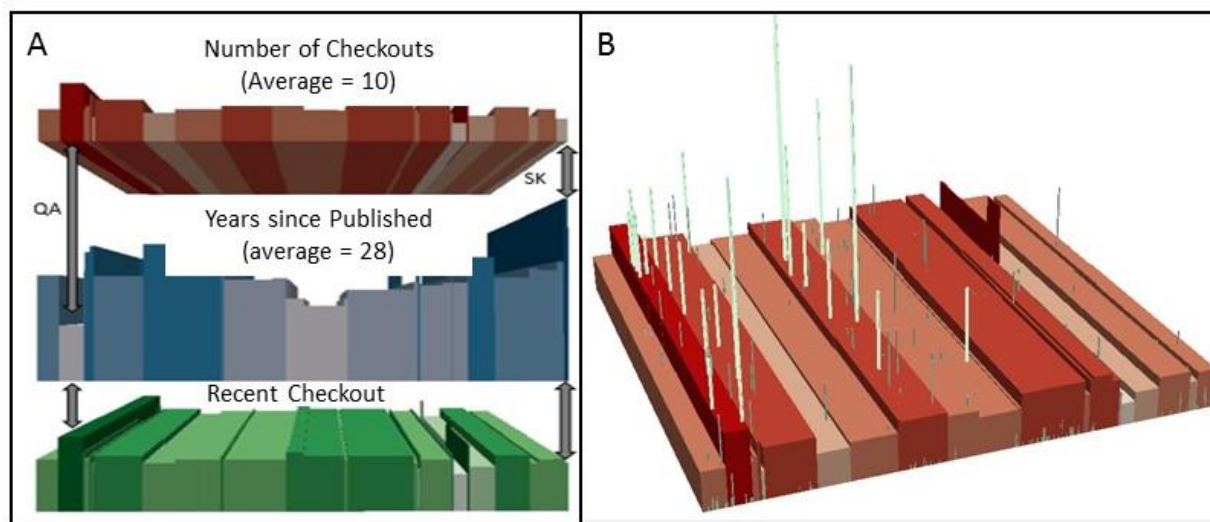 A
Number of Checkouts
(Average = 10)
QA
SK
Years since Published
(average = 28)
Recent Checkout
B